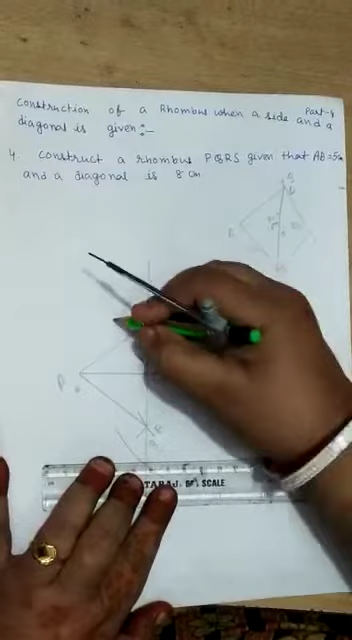 Construction of a Rhombus when a side and a Part-8
diagonal is given :-
4. Construct a rhombus PQRS given that AB = 5cm
and a diagonal is 8 cm
SCALE